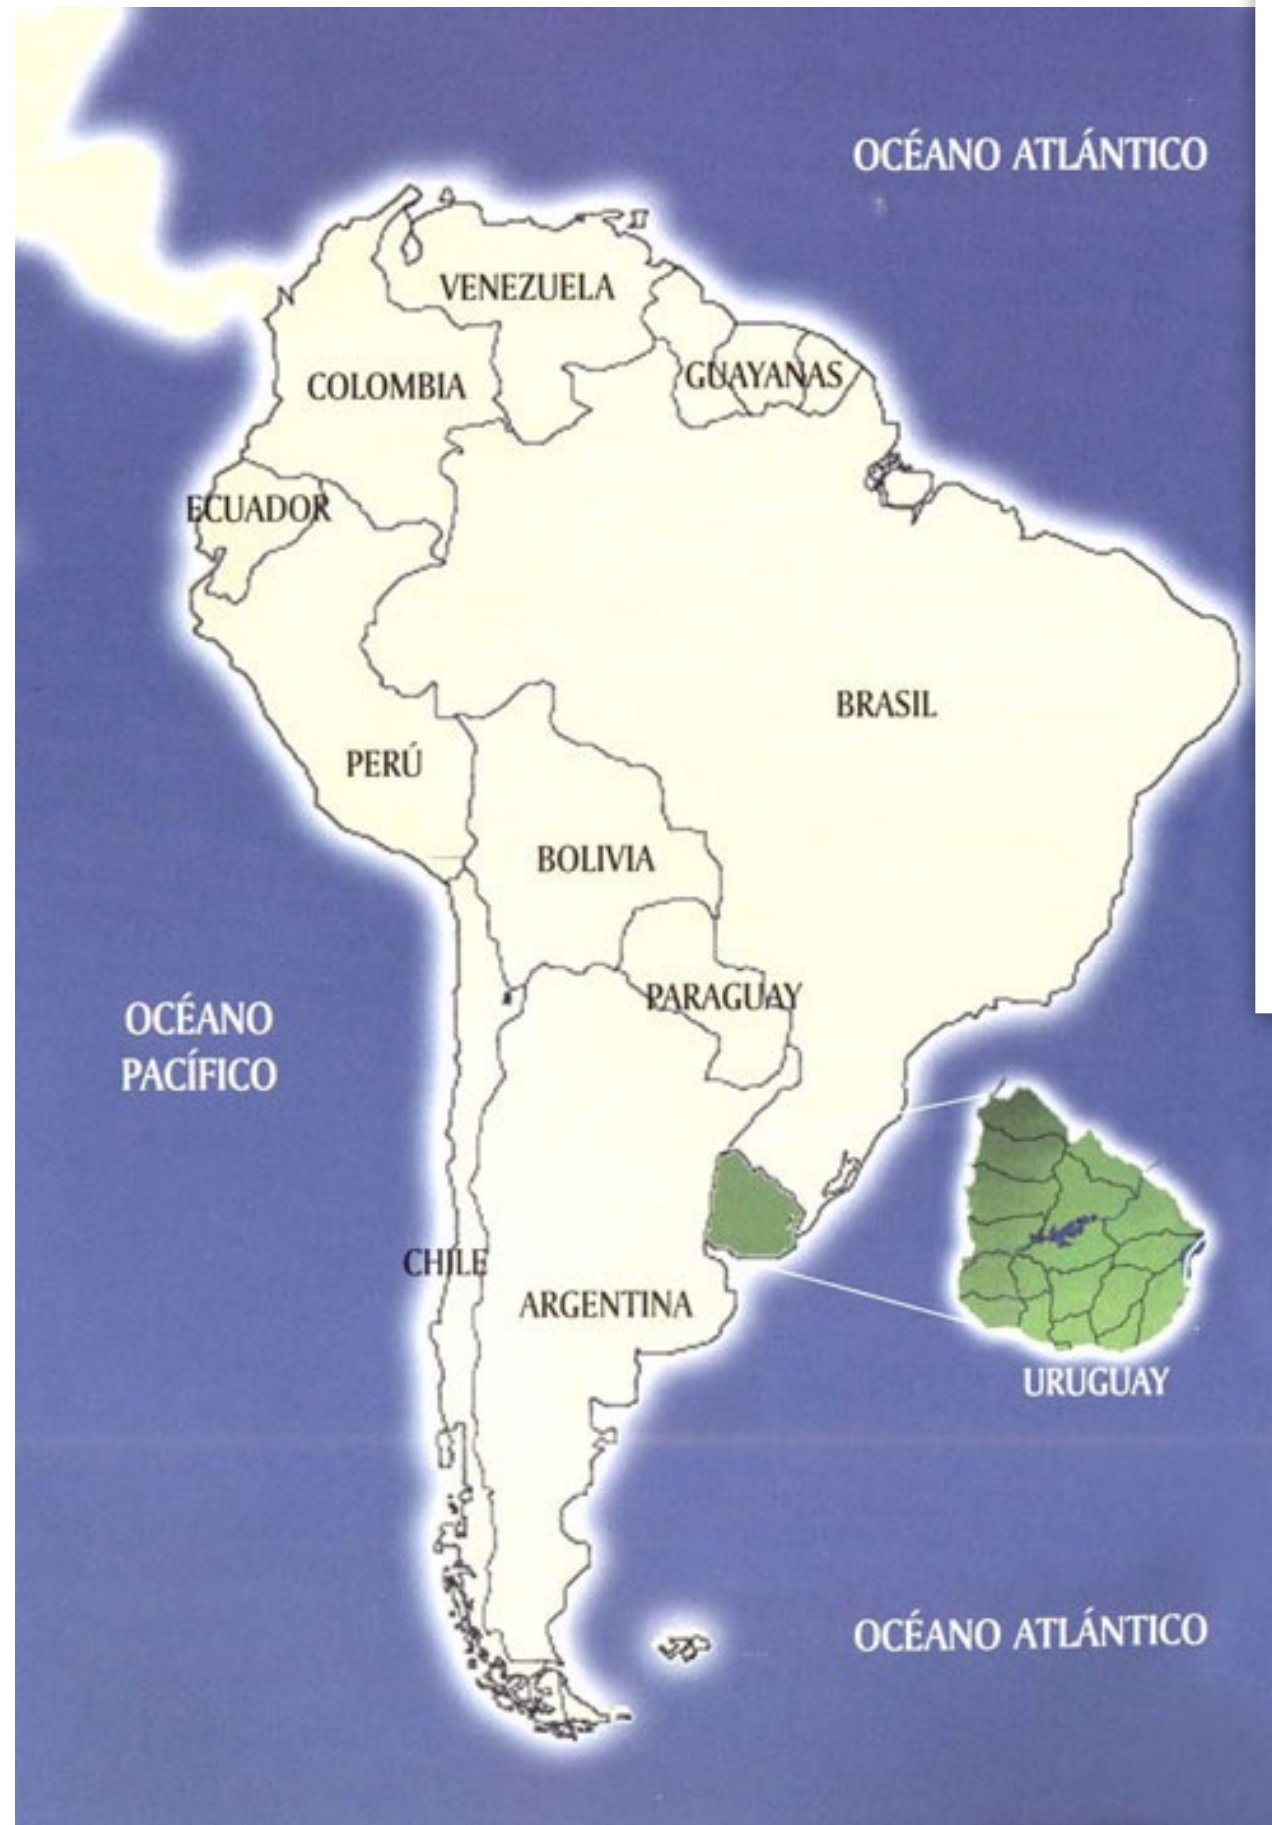 OCÉANO ATLÁNTICO
VENEZUELA
GUAYANAS
COLOMBIA
ECUADOR
BRASIL
PERÚ
BOLIVIA
PARAGUAY
OCÉANO
PACÍFICO
CHILE
ARGENTINA
URUGUAY
OCÉANO ATLÁNTICO